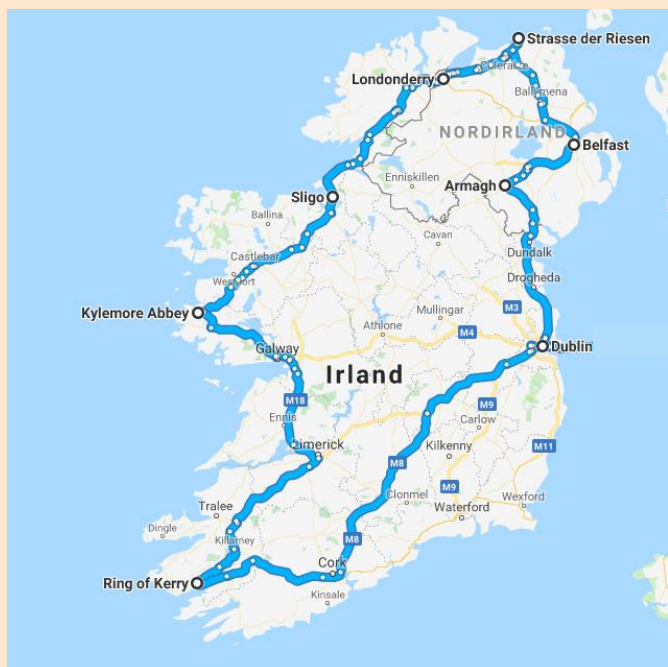 Strasse der Riesen
Londonderry
Coleraine
Ballymena
NORDIRLAND
Belfast
Enniskillen
Armagh
Sligo
Ballina
Cavan
Dundalk
Castlebar
Westport
Drogheda
Kylemore Abbey
M3
Mullingar
Athlone
M4
Dublin
Galway
Irland
M18
M9
Ennis
Carlow
M11
Limerick
Kilkenny
M8
M9
Clonmel
Wexford
Tralee
Waterford
Dingle
Killarney
M8
Cork
Ring of Kerry
Kinsale